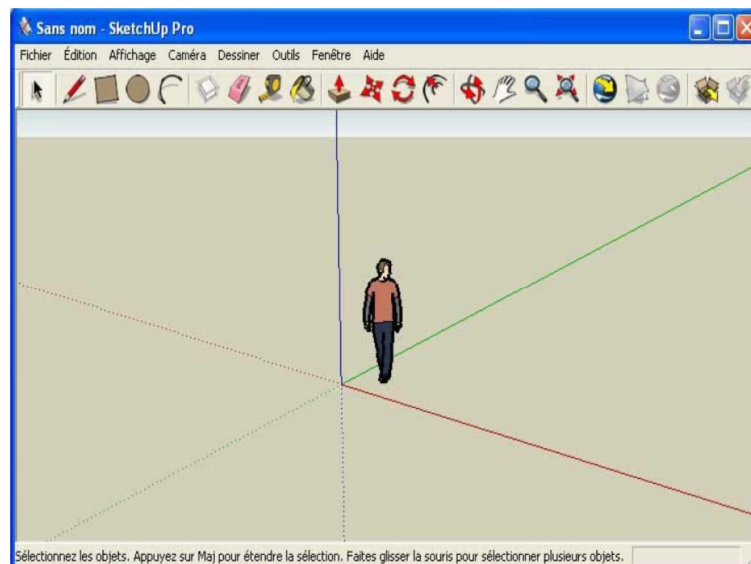 Sans nom - SketchUp Pro
Fichier Édition Affichage Caméra Dessiner Outils Fenêtre Aide
Sélectionnez les objets. Appuyez sur Maj pour étendre la sélection. Faites glisser la souris pour sélectionner plusieurs objets.